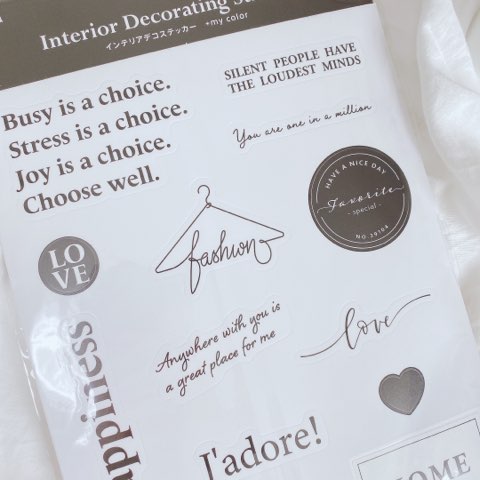 Interior Decorating
インテリアデコステッカー +my color
Busy is a choice.
Stress is a choice.
Joy is a choice.
Choose well.
SILENT PEOPLE HAVE
THE LOUDEST MINDS
You are one in a million
HAVE A NICE DAY
Favorite
- special -
LO
VE
fashion
Anywhere with you is
a great place for me
love
J'adore!
HOME